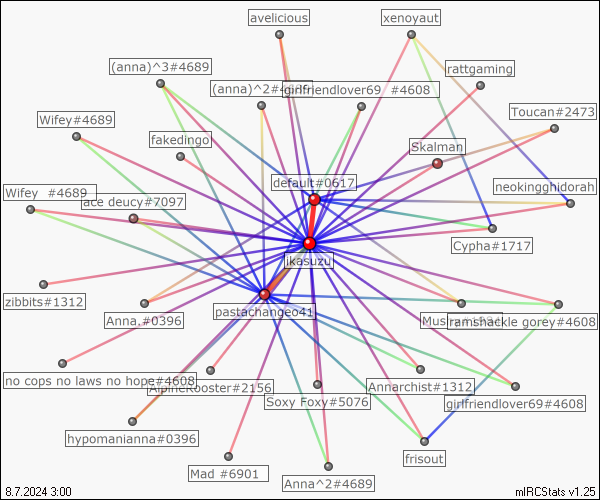 avelicious
xenoyaut
(anna)^3#4689
rattgaming
(anna)^2#4689
girlfriendlover69 #4608
Toucan#2473
Wifey#4689
fakedingo
Skalman
default#0617
neokingghidorah
Wifey #4689
ace deucy#7097
Cypha#1717
ikasuzu
zibbits#1312
Anna.#0396
pastachangeo41
ramshackle gorey#4608
no cops no laws no hope#4608
AlpineRooster#2156
Annarchist#1312
Soxy Foxy#5076
girlfriendlover69#4608
hypomanianna#0396
frisout
Mad #6901
Anna^2#4689
8.7.2024 3:00
mIRCStats v1.25